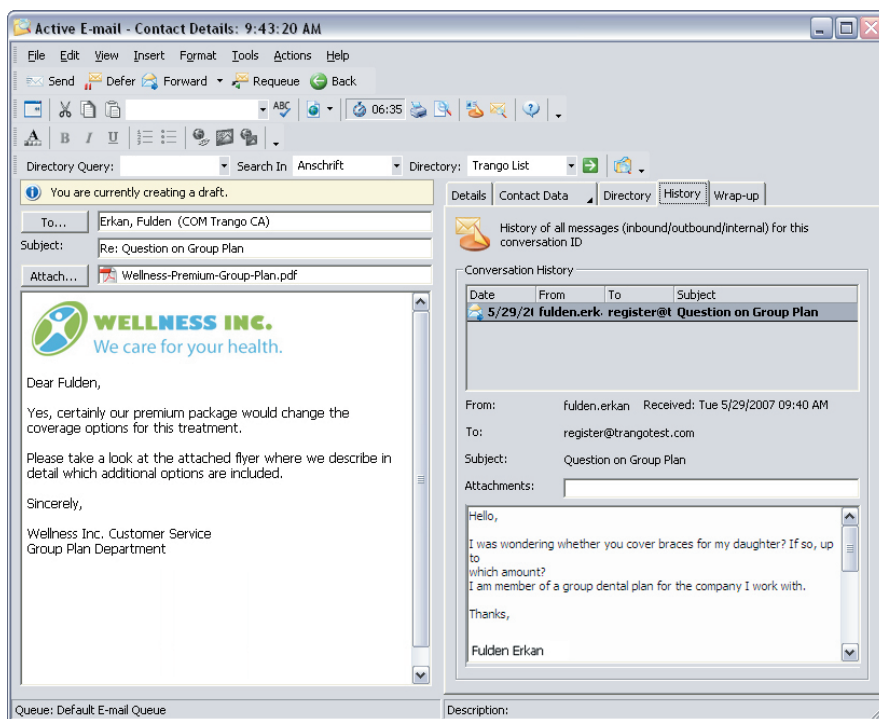 Active E-mail - Contact Details: 9:43:20 AM
File Edit View Insert Format Tools Actions Help
Send Defer Forward Requeue Back
ABC 06:35
A B I U
Directory Query: Search In Anschrift Directory: Trango List
You are currently creating a draft.
To... Erkan, Fulden (COM Trango CA)
Subject: Re: Question on Group Plan
Attach... Wellness-Premium-Group-Plan.pdf
WELLNESS INC.
We care for your health.
Dear Fulden,
Yes, certainly our premium package would change the
coverage options for this treatment.
Please take a look at the attached flyer where we describe in
detail which additional options are included.
Sincerely,
Wellness Inc. Customer Service
Group Plan Department
Queue: Default E-mail Queue
Details Contact Data Directory History Wrap-up
History of all messages (inbound/outbound/internal) for this
conversation ID
Conversation History
Date From To Subject
5/29/2( fulden.erk. register@t Question on Group Plan
From: fulden.erkan Received: Tue 5/29/2007 09:40 AM
To: register@trangotest.com
Subject: Question on Group Plan
Attachments:
Hello,
I was wondering whether you cover braces for my daughter? If so, up
to
which amount?
I am member of a group dental plan for the company I work with.
Thanks,
Fulden Erkan
Description: